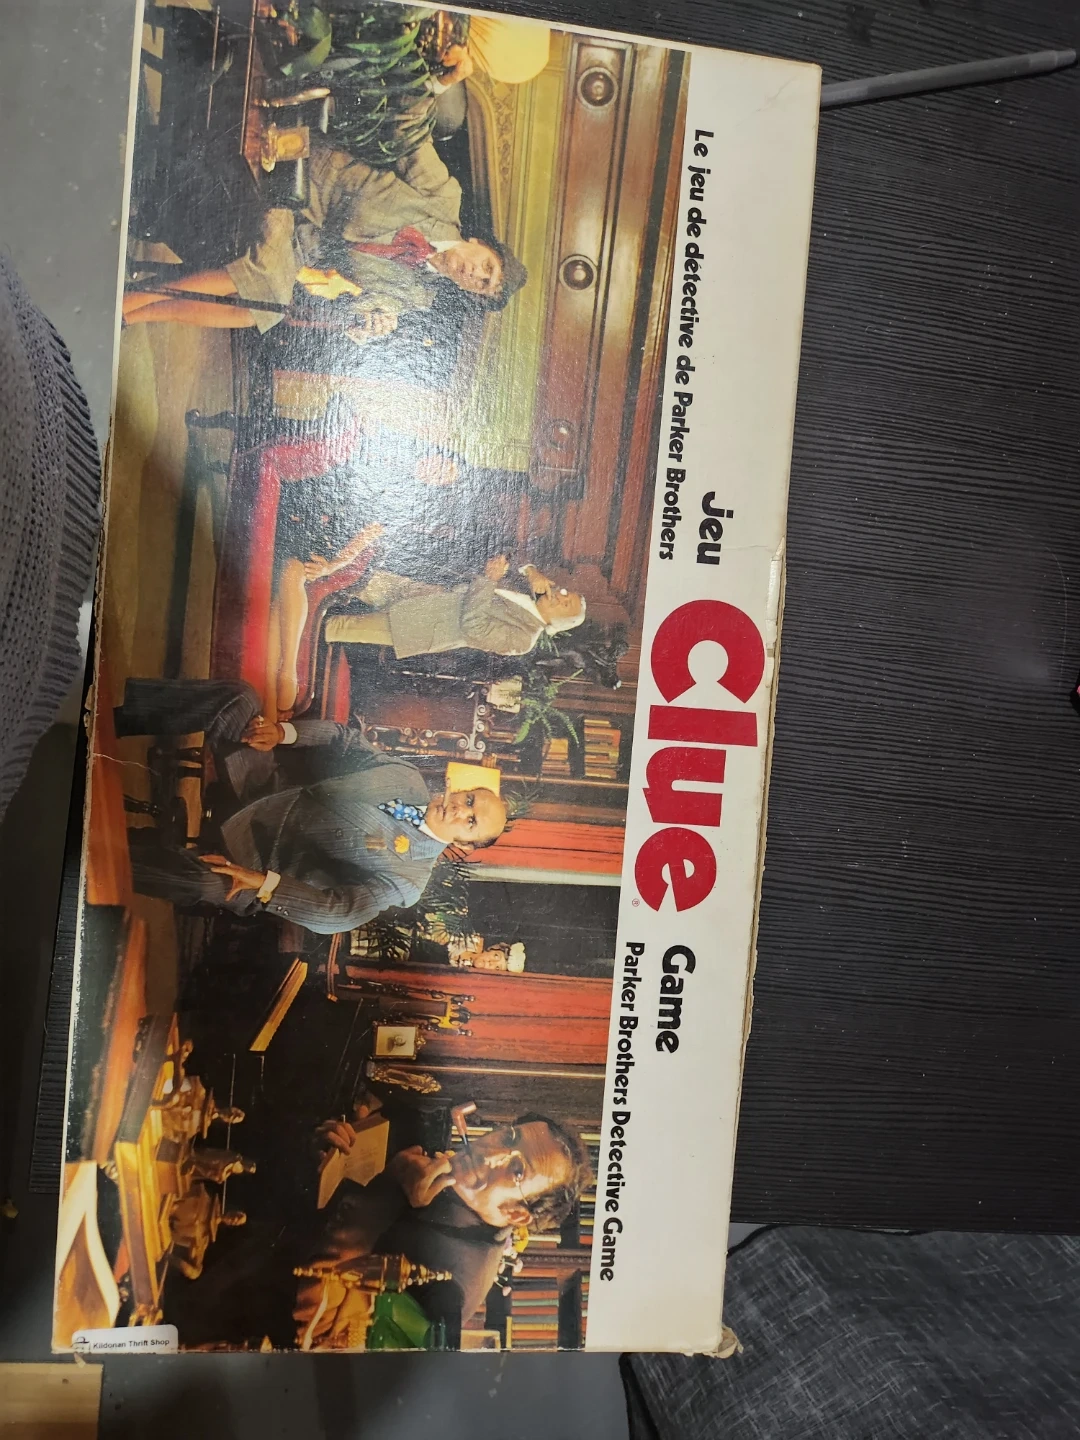 Jeu Clue® Game
Le jeu de détective de Parker Brothers
Parker Brothers Detective Game
Kildonan Thrift Shop